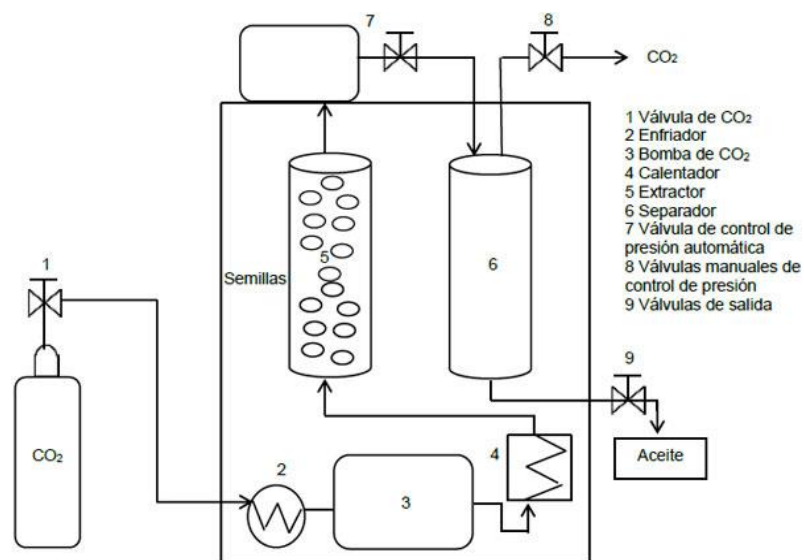 7
8
CO₂
1 Válvula de CO₂
2 Enfriador
3 Bomba de CO₂
4 Calentador
5 Extractor
6 Separador
7 Válvula de control de
presión automática
8 Válvulas manuales de
control de presión
9 Válvulas de salida
1
Semillas
5
6
9
CO₂
2
3
4
Aceite